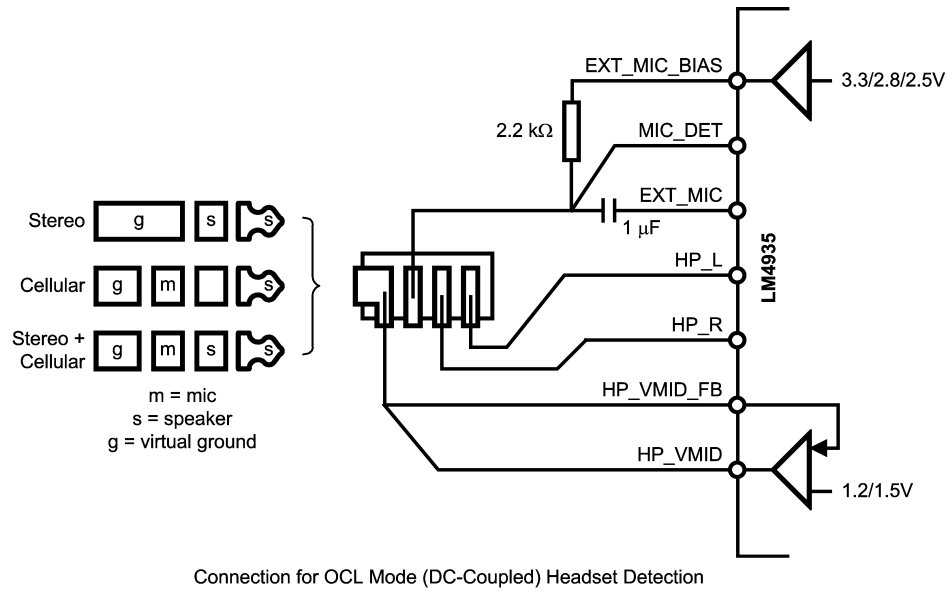 EXT_MIC_BIAS
3.3/2.8/2.5V
2.2 kΩ
MIC_DET
EXT_MIC
1 µF
LM4935
Stereo g s s
Cellular g m s
Stereo +
Cellular g m s s
HP_L
HP_R
m = mic
s = speaker
g = virtual ground
HP_VMID_FB
HP_VMID
1.2/1.5V
Connection for OCL Mode (DC-Coupled) Headset Detection